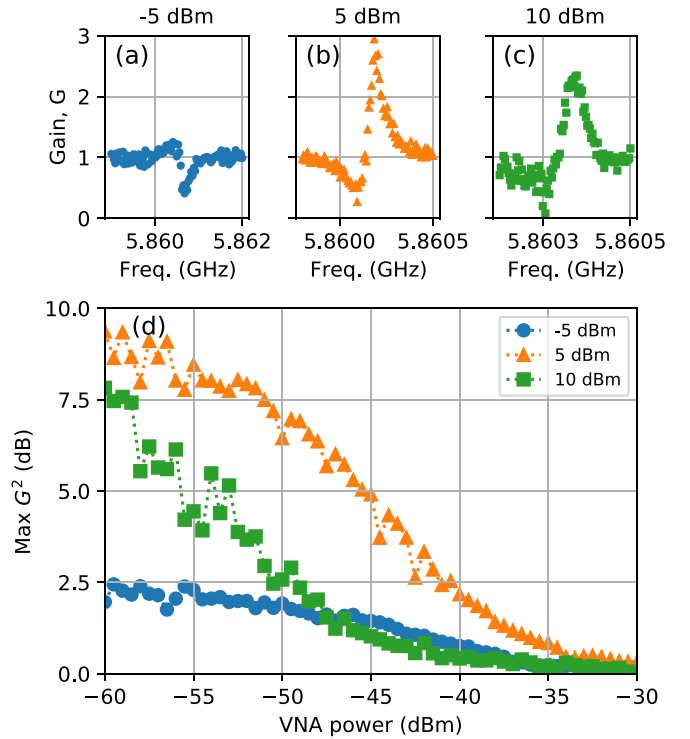 -5 dBm 5 dBm 10 dBm
(a) (b) (c)
Gain, G
3
2
1
0
5.860 5.862 5.8600 5.8605 5.8603 5.8605
Freq. (GHz) Freq. (GHz) Freq. (GHz)
(d)
-5 dBm
5 dBm
10 dBm
Max G² (dB)
10.0
7.5
5.0
2.5
0.0
−60 −55 −50 −45 −40 −35 −30
VNA power (dBm)